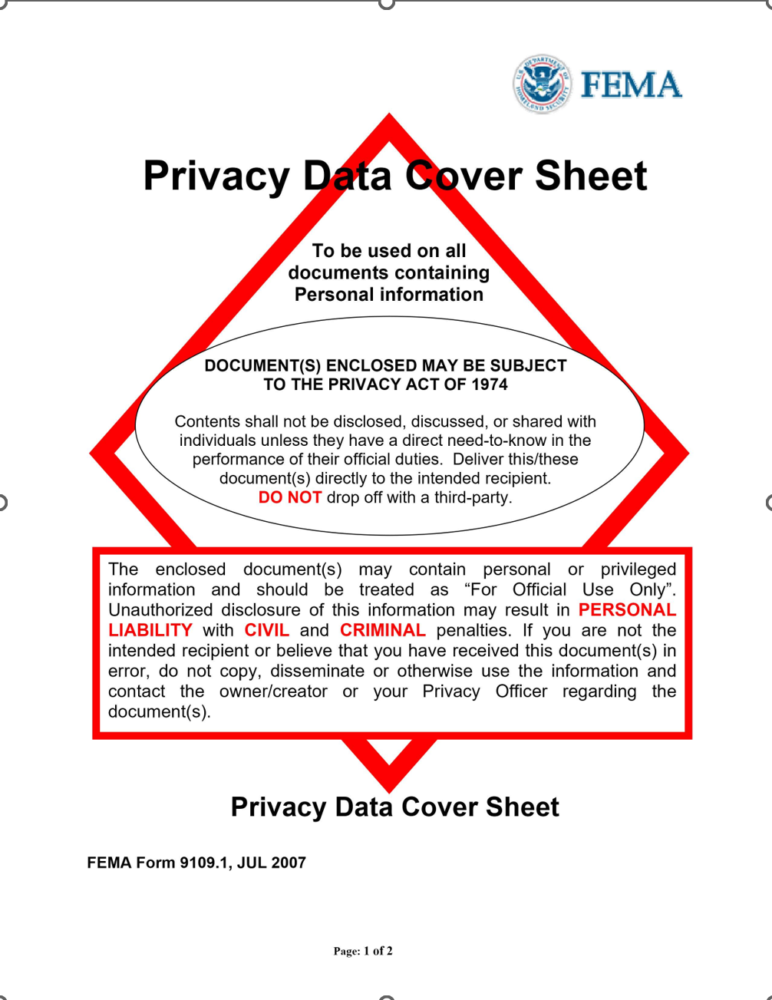 U.S. DEPARTMENT OF HOMELAND SECURITY
FEMA
Privacy Data Cover Sheet
To be used on all
documents containing
Personal information
DOCUMENT(S) ENCLOSED MAY BE SUBJECT
TO THE PRIVACY ACT OF 1974
Contents shall not be disclosed, discussed, or shared with
individuals unless they have a direct need-to-know in the
performance of their official duties.  Deliver this/these
document(s) directly to the intended recipient.
DO NOT drop off with a third-party.
The enclosed document(s) may contain personal or privileged
information and should be treated as “For Official Use Only”.
Unauthorized disclosure of this information may result in PERSONAL
LIABILITY with CIVIL and CRIMINAL penalties. If you are not the
intended recipient or believe that you have received this document(s) in
error, do not copy, disseminate or otherwise use the information and
contact the owner/creator or your Privacy Officer regarding the
document(s).
Privacy Data Cover Sheet
FEMA Form 9109.1, JUL 2007
Page: 1 of 2